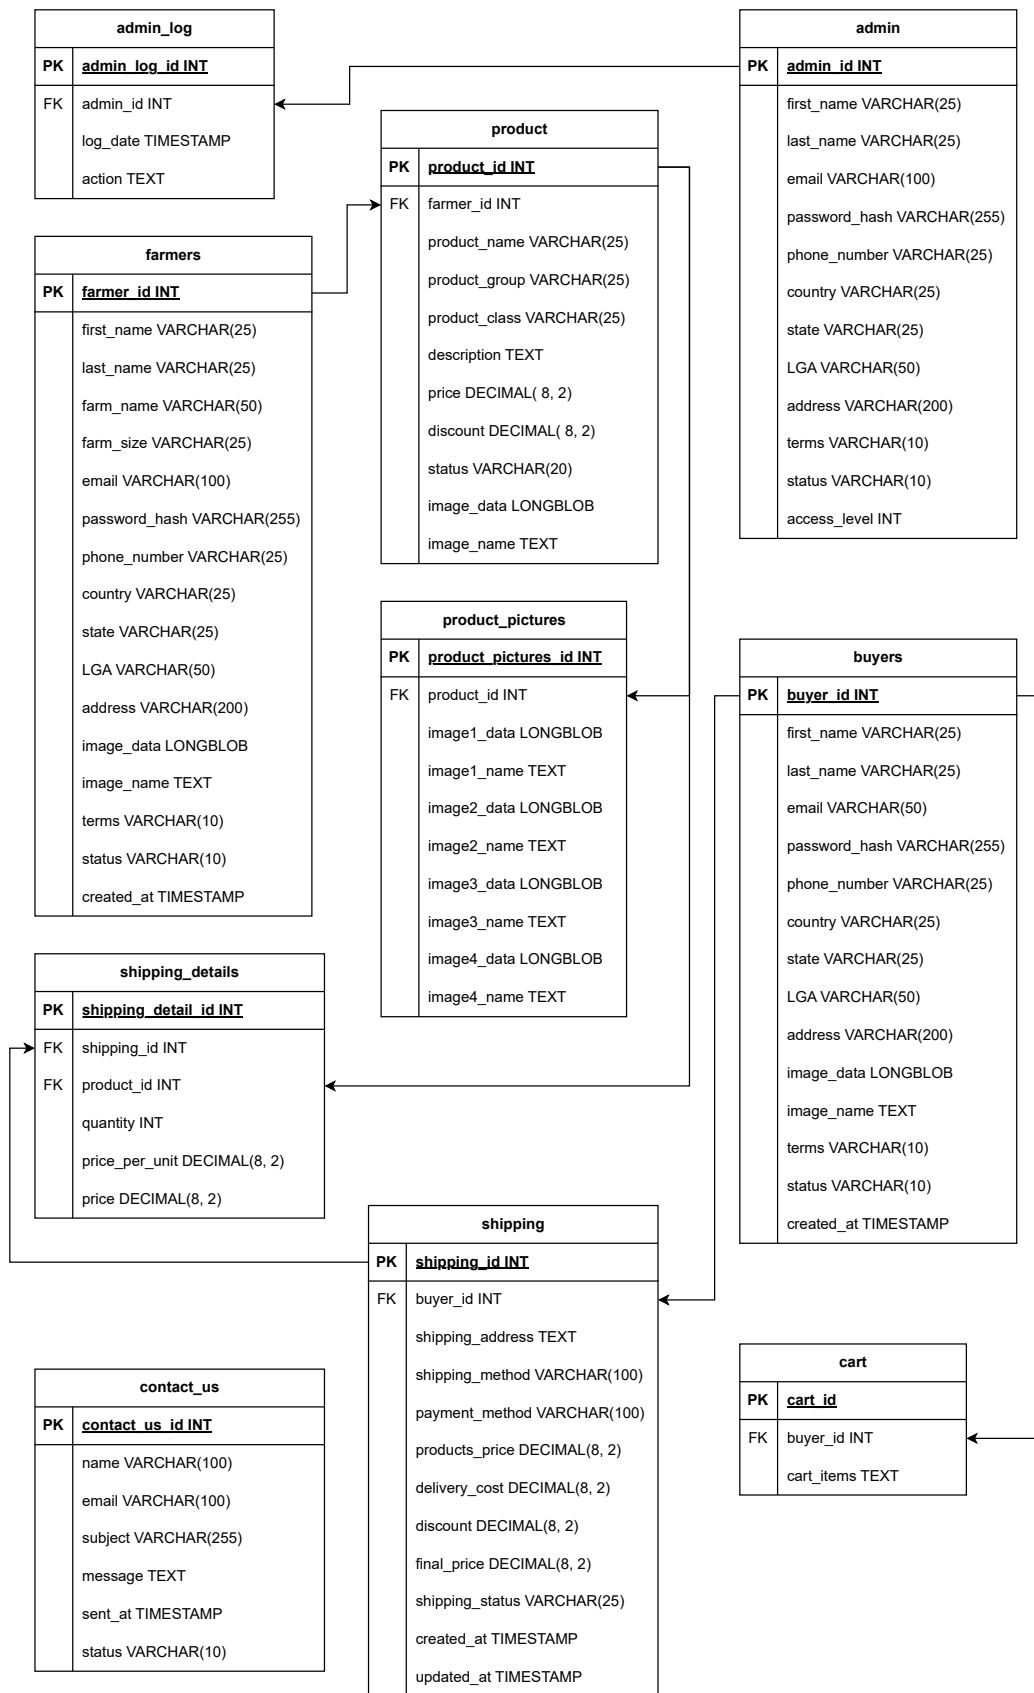 admin_log
PK admin_log_id INT
FK admin_id INT
log_date TIMESTAMP
action TEXT
admin
PK admin_id INT
first_name VARCHAR(25)
last_name VARCHAR(25)
email VARCHAR(100)
password_hash VARCHAR(255)
phone_number VARCHAR(25)
country VARCHAR(25)
state VARCHAR(25)
LGA VARCHAR(50)
address VARCHAR(200)
terms VARCHAR(10)
status VARCHAR(10)
access_level INT
product
PK product_id INT
FK farmer_id INT
product_name VARCHAR(25)
product_group VARCHAR(25)
product_class VARCHAR(25)
description TEXT
price DECIMAL( 8, 2)
discount DECIMAL( 8, 2)
status VARCHAR(20)
image_data LONGBLOB
image_name TEXT
farmers
PK farmer_id INT
first_name VARCHAR(25)
last_name VARCHAR(25)
farm_name VARCHAR(50)
farm_size VARCHAR(25)
email VARCHAR(100)
password_hash VARCHAR(255)
phone_number VARCHAR(25)
country VARCHAR(25)
state VARCHAR(25)
LGA VARCHAR(50)
address VARCHAR(200)
image_data LONGBLOB
image_name TEXT
terms VARCHAR(10)
status VARCHAR(10)
created_at TIMESTAMP
product_pictures
PK product_pictures_id INT
FK product_id INT
image1_data LONGBLOB
image1_name TEXT
image2_data LONGBLOB
image2_name TEXT
image3_data LONGBLOB
image3_name TEXT
image4_data LONGBLOB
image4_name TEXT
buyers
PK buyer_id INT
first_name VARCHAR(25)
last_name VARCHAR(25)
email VARCHAR(50)
password_hash VARCHAR(255)
phone_number VARCHAR(25)
country VARCHAR(25)
state VARCHAR(25)
LGA VARCHAR(50)
address VARCHAR(200)
image_data LONGBLOB
image_name TEXT
terms VARCHAR(10)
status VARCHAR(10)
created_at TIMESTAMP
shipping_details
PK shipping_detail_id INT
FK shipping_id INT
FK product_id INT
quantity INT
price_per_unit DECIMAL(8, 2)
price DECIMAL(8, 2)
shipping
PK shipping_id INT
FK buyer_id INT
shipping_address TEXT
shipping_method VARCHAR(100)
payment_method VARCHAR(100)
products_price DECIMAL(8, 2)
delivery_cost DECIMAL(8, 2)
discount DECIMAL(8, 2)
final_price DECIMAL(8, 2)
shipping_status VARCHAR(25)
created_at TIMESTAMP
updated_at TIMESTAMP
cart
PK cart_id
FK buyer_id INT
cart_items TEXT
contact_us
PK contact_us_id INT
name VARCHAR(100)
email VARCHAR(100)
subject VARCHAR(255)
message TEXT
sent_at TIMESTAMP
status VARCHAR(10)